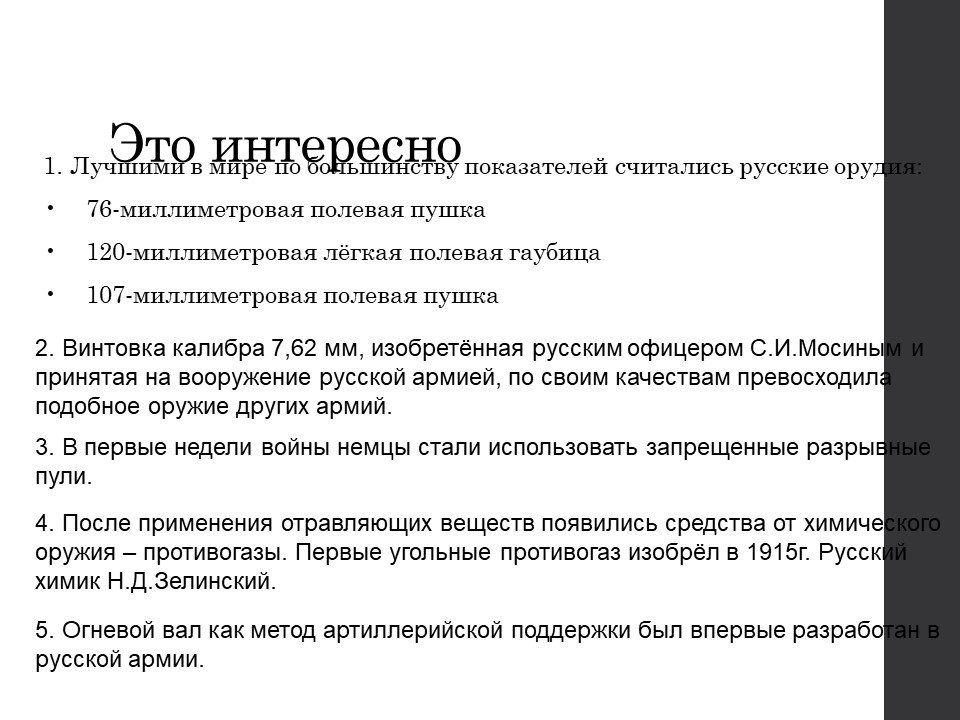 Это интересно
1. Лучшими в мире по большинству показателей считались русские орудия:
• 76-миллиметровая полевая пушка
• 120-миллиметровая лёгкая полевая гаубица
• 107-миллиметровая полевая пушка
2. Винтовка калибра 7,62 мм, изобретённая русским офицером С.И.Мосиным и
принятая на вооружение русской армией, по своим качествам превосходила
подобное оружие других армий.
3. В первые недели войны немцы стали использовать запрещенные разрывные
пули.
4. После применения отравляющих веществ появились средства от химического
оружия – противогазы. Первые угольные противогаз изобрёл в 1915г. Русский
химик Н.Д.Зелинский.
5. Огневой вал как метод артиллерийской поддержки был впервые разработан в
русской армии.